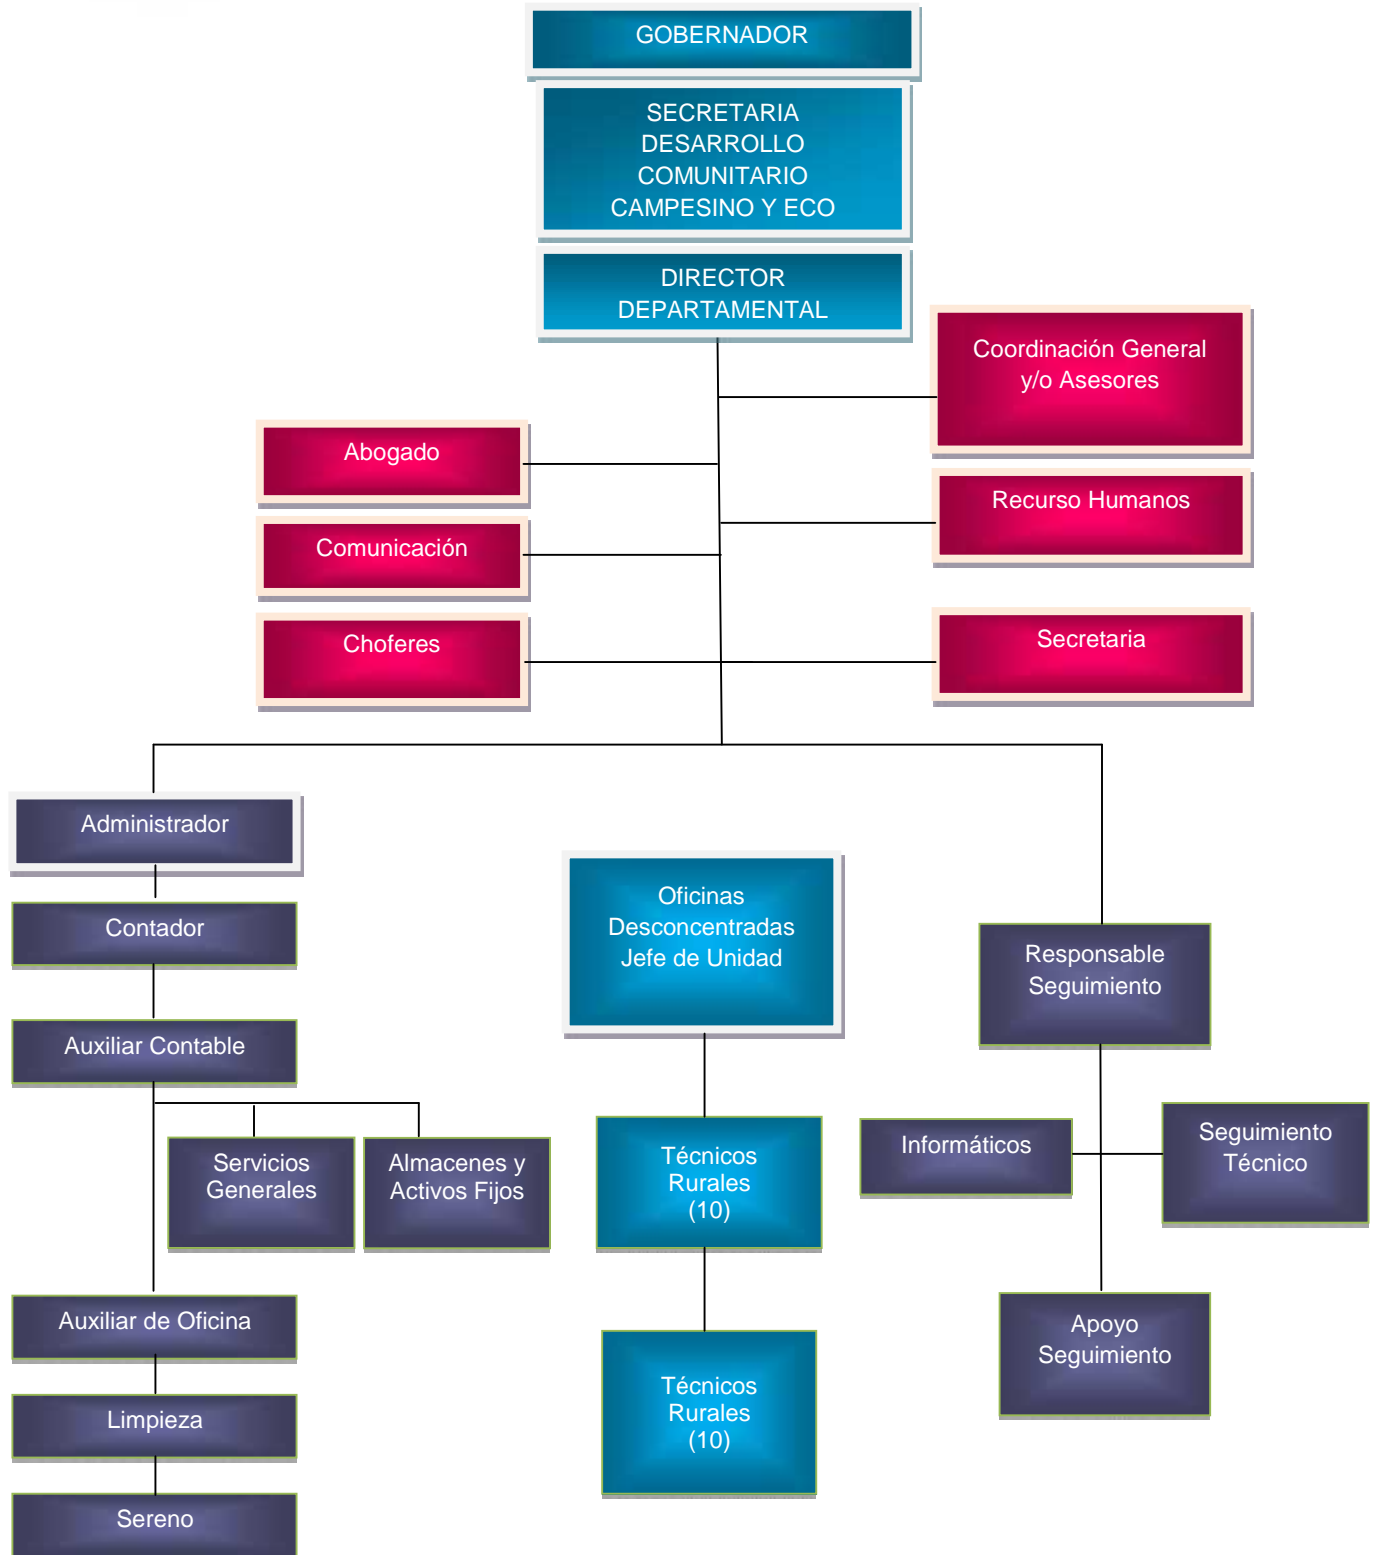 GOBERNADOR
SECRETARIA
DESARROLLO
COMUNITARIO
CAMPESINO Y ECO
DIRECTOR
DEPARTAMENTAL
Coordinación General
y/o Asesores
Abogado
Recurso Humanos
Comunicación
Choferes
Secretaria
Administrador
Contador
Auxiliar Contable
Servicios
Generales
Almacenes y
Activos Fijos
Auxiliar de Oficina
Limpieza
Sereno
Oficinas
Desconcentradas
Jefe de Unidad
Técnicos
Rurales
(10)
Técnicos
Rurales
(10)
Responsable
Seguimiento
Informáticos
Seguimiento
Técnico
Apoyo
Seguimiento